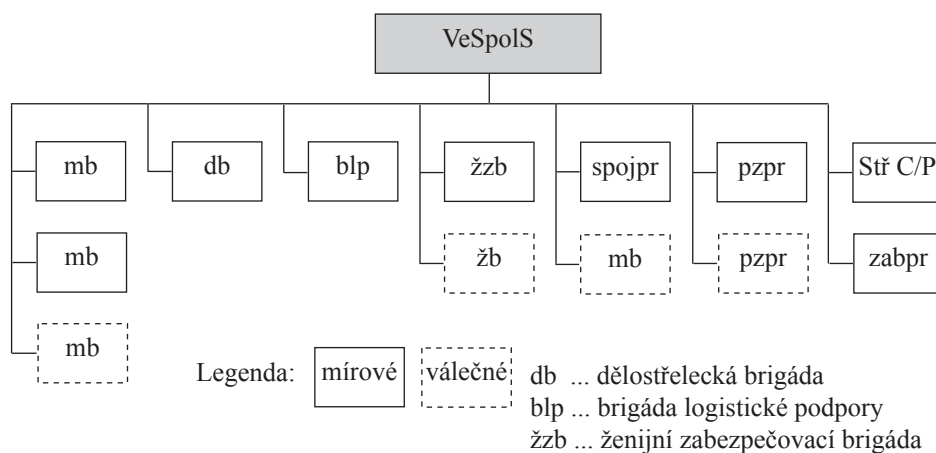 VeSpolS
mb db blp žzb spojpr pzpr Stř C/P
mb žb mb pzpr zabpr
mb
Legenda: mírové válečné
db ... dělostřelecká brigáda
blp ... brigáda logistické podpory
žzb ... ženijní zabezpečovací brigáda